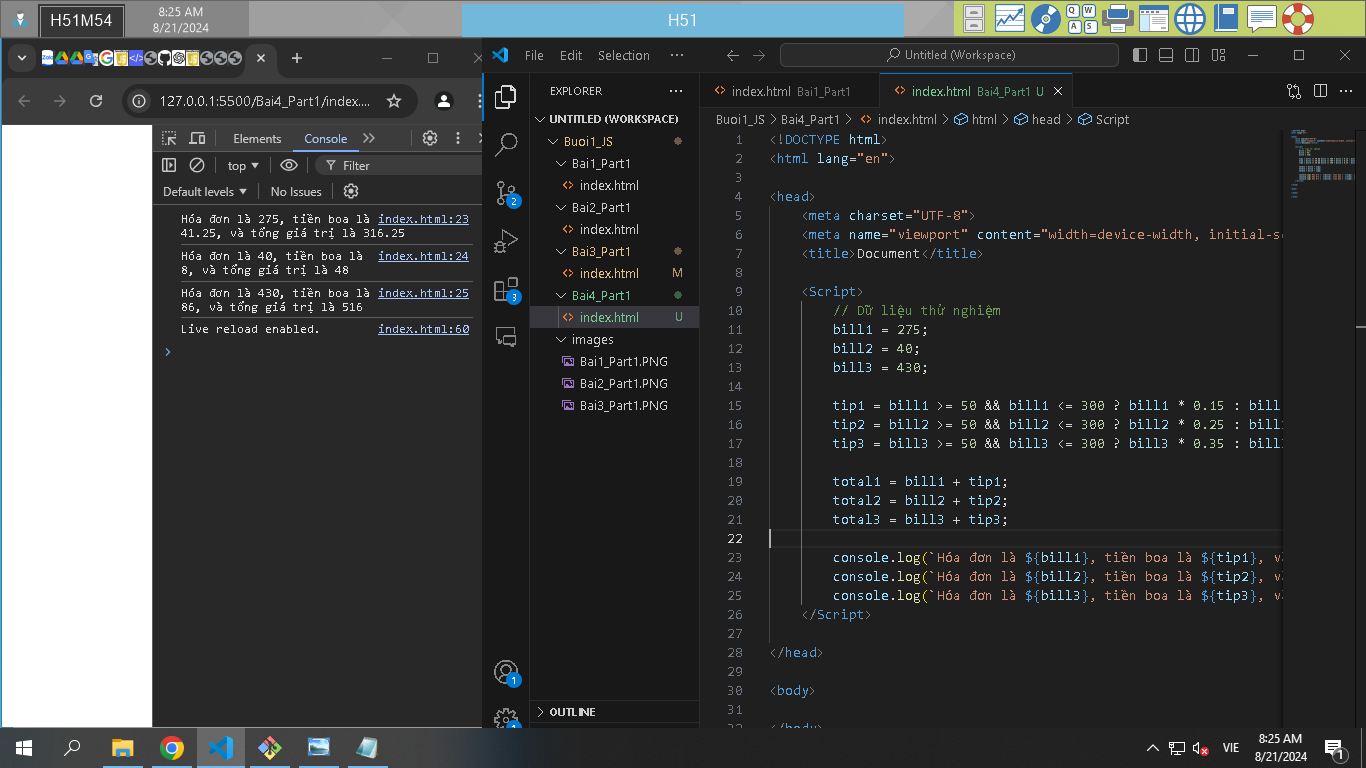 H51M54
8:25 AM
8/21/2024
H51
127.0.0.1:5500/Bai4_Part1/index....
Elements
Console
top
Filter
Default levels
No Issues
Hóa đơn là 275, tiền boa là index.html:23
41.25, và tổng giá trị là 316.25
Hóa đơn là 40, tiền boa là index.html:24
8, và tổng giá trị là 48
Hóa đơn là 430, tiền boa là index.html:25
86, và tổng giá trị là 516
Live reload enabled. index.html:60
File Edit Selection ···
Untitled (Workspace)
EXPLORER
UNTITLED (WORKSPACE)
Buoi1_JS
Bai1_Part1
index.html
Bai2_Part1
index.html
Bai3_Part1
index.html M
Bai4_Part1
index.html U
images
Bai1_Part1.PNG
Bai2_Part1.PNG
Bai3_Part1.PNG
OUTLINE
2
3
1
index.html Bai1_Part1
index.html Bai4_Part1 U
Buoi1_JS > Bai4_Part1 > index.html > html > head > Script
1 <!DOCTYPE html>
2 <html lang="en">
3
4 <head>
5 <meta charset="UTF-8">
6 <meta name="viewport" content="width=device-width, initial-sc
7 <title>Document</title>
8
9 <Script>
10 // Dữ liệu thử nghiệm
11 bill1 = 275;
12 bill2 = 40;
13 bill3 = 430;
14
15 tip1 = bill1 >= 50 && bill1 <= 300 ? bill1 * 0.15 : bill
16 tip2 = bill2 >= 50 && bill2 <= 300 ? bill2 * 0.25 : bill
17 tip3 = bill3 >= 50 && bill3 <= 300 ? bill3 * 0.35 : bill
18
19 total1 = bill1 + tip1;
20 total2 = bill2 + tip2;
21 total3 = bill3 + tip3;
22
23 console.log(`Hóa đơn là ${bill1}, tiền boa là ${tip1}, v
24 console.log(`Hóa đơn là ${bill2}, tiền boa là ${tip2}, v
25 console.log(`Hóa đơn là ${bill3}, tiền boa là ${tip3}, v
26 </Script>
27
28 </head>
29
30 <body>
31
32 </body>
VIE
8:25 AM
8/21/2024
1